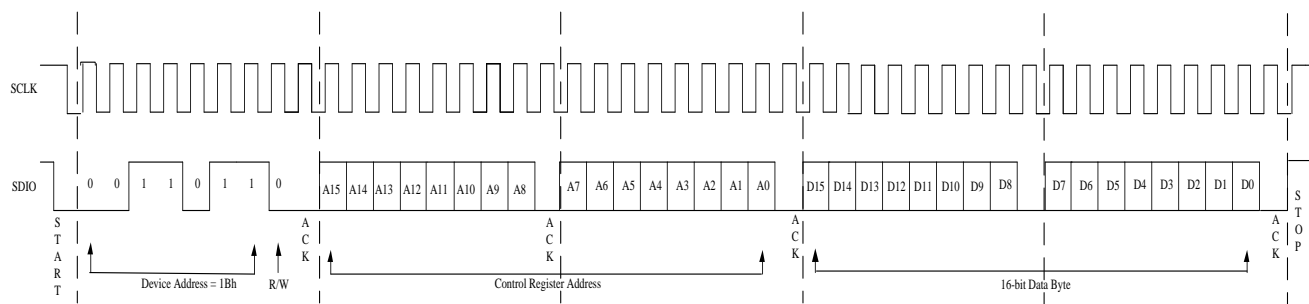 SCLK
SDIO
0 0 1 1 0 1 1 0
A15 A14 A13 A12 A11 A10 A9 A8
A7 A6 A5 A4 A3 A2 A1 A0
D15 D14 D13 D12 D11 D10 D9 D8
D7 D6 D5 D4 D3 D2 D1 D0
START
ACK
ACK
ACK
ACK
STOP
Device Address = 1Bh
R/W
Control Register Address
16-bit Data Byte